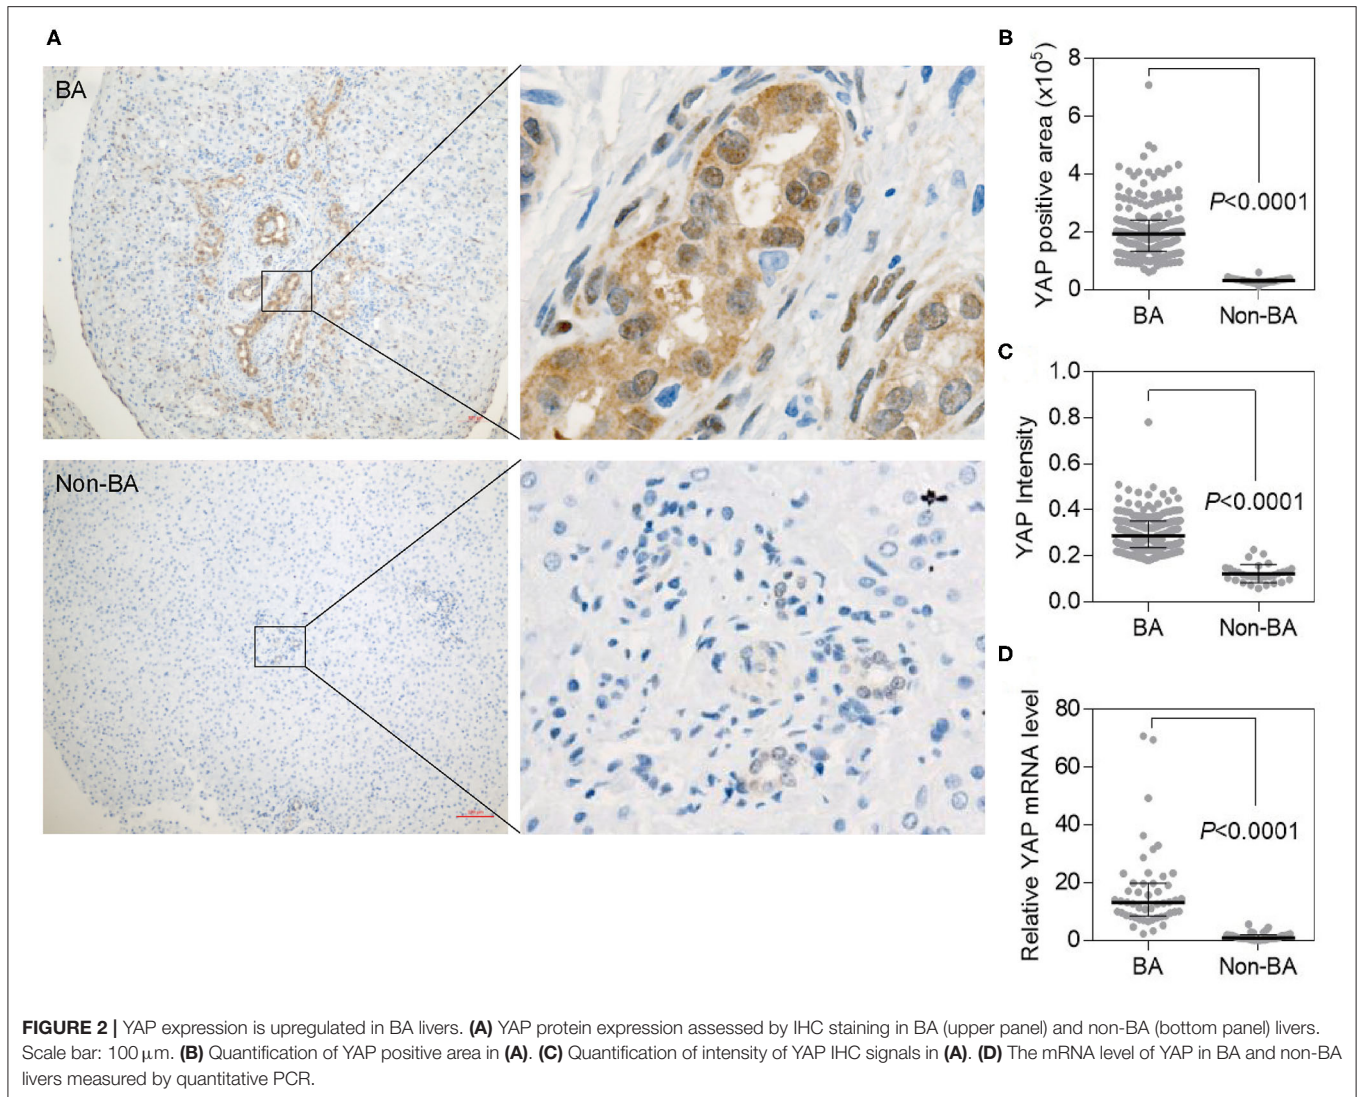 A
BA
Non-BA
B
YAP positive area (x10⁵)
8
6
4
2
0
P<0.0001
BA Non-BA
C
YAP Intensity
1.0
0.8
0.6
0.4
0.2
0.0
P<0.0001
BA Non-BA
D
Relative YAP mRNA level
80
60
40
20
0
P<0.0001
BA Non-BA
FIGURE 2 | YAP expression is upregulated in BA livers. (A) YAP protein expression assessed by IHC staining in BA (upper panel) and non-BA (bottom panel) livers.
Scale bar: 100 μm. (B) Quantification of YAP positive area in (A). (C) Quantification of intensity of YAP IHC signals in (A). (D) The mRNA level of YAP in BA and non-BA
livers measured by quantitative PCR.